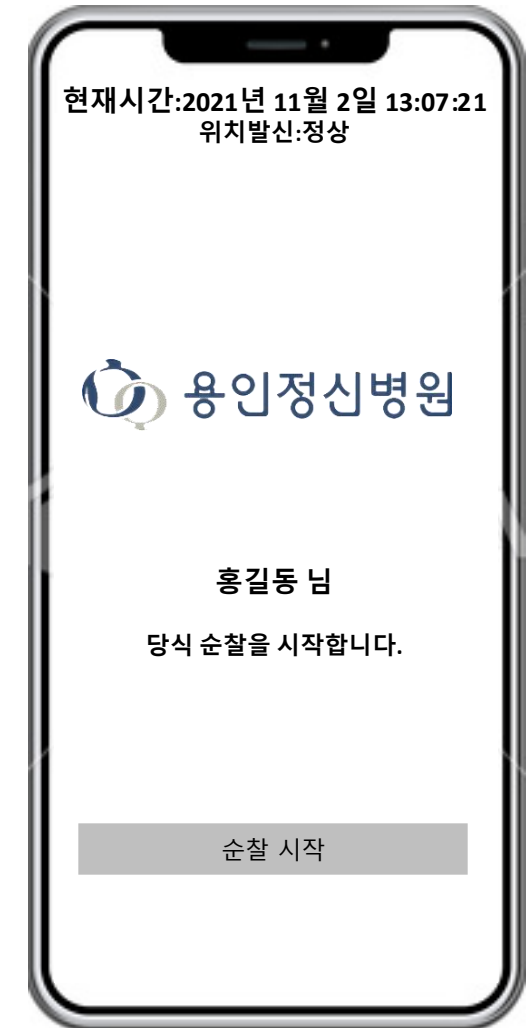 현재시간:2021년 11월 2일 13:07:21
위치발신:정상
용인정신병원
홍길동 님
당식 순찰을 시작합니다.
순찰 시작